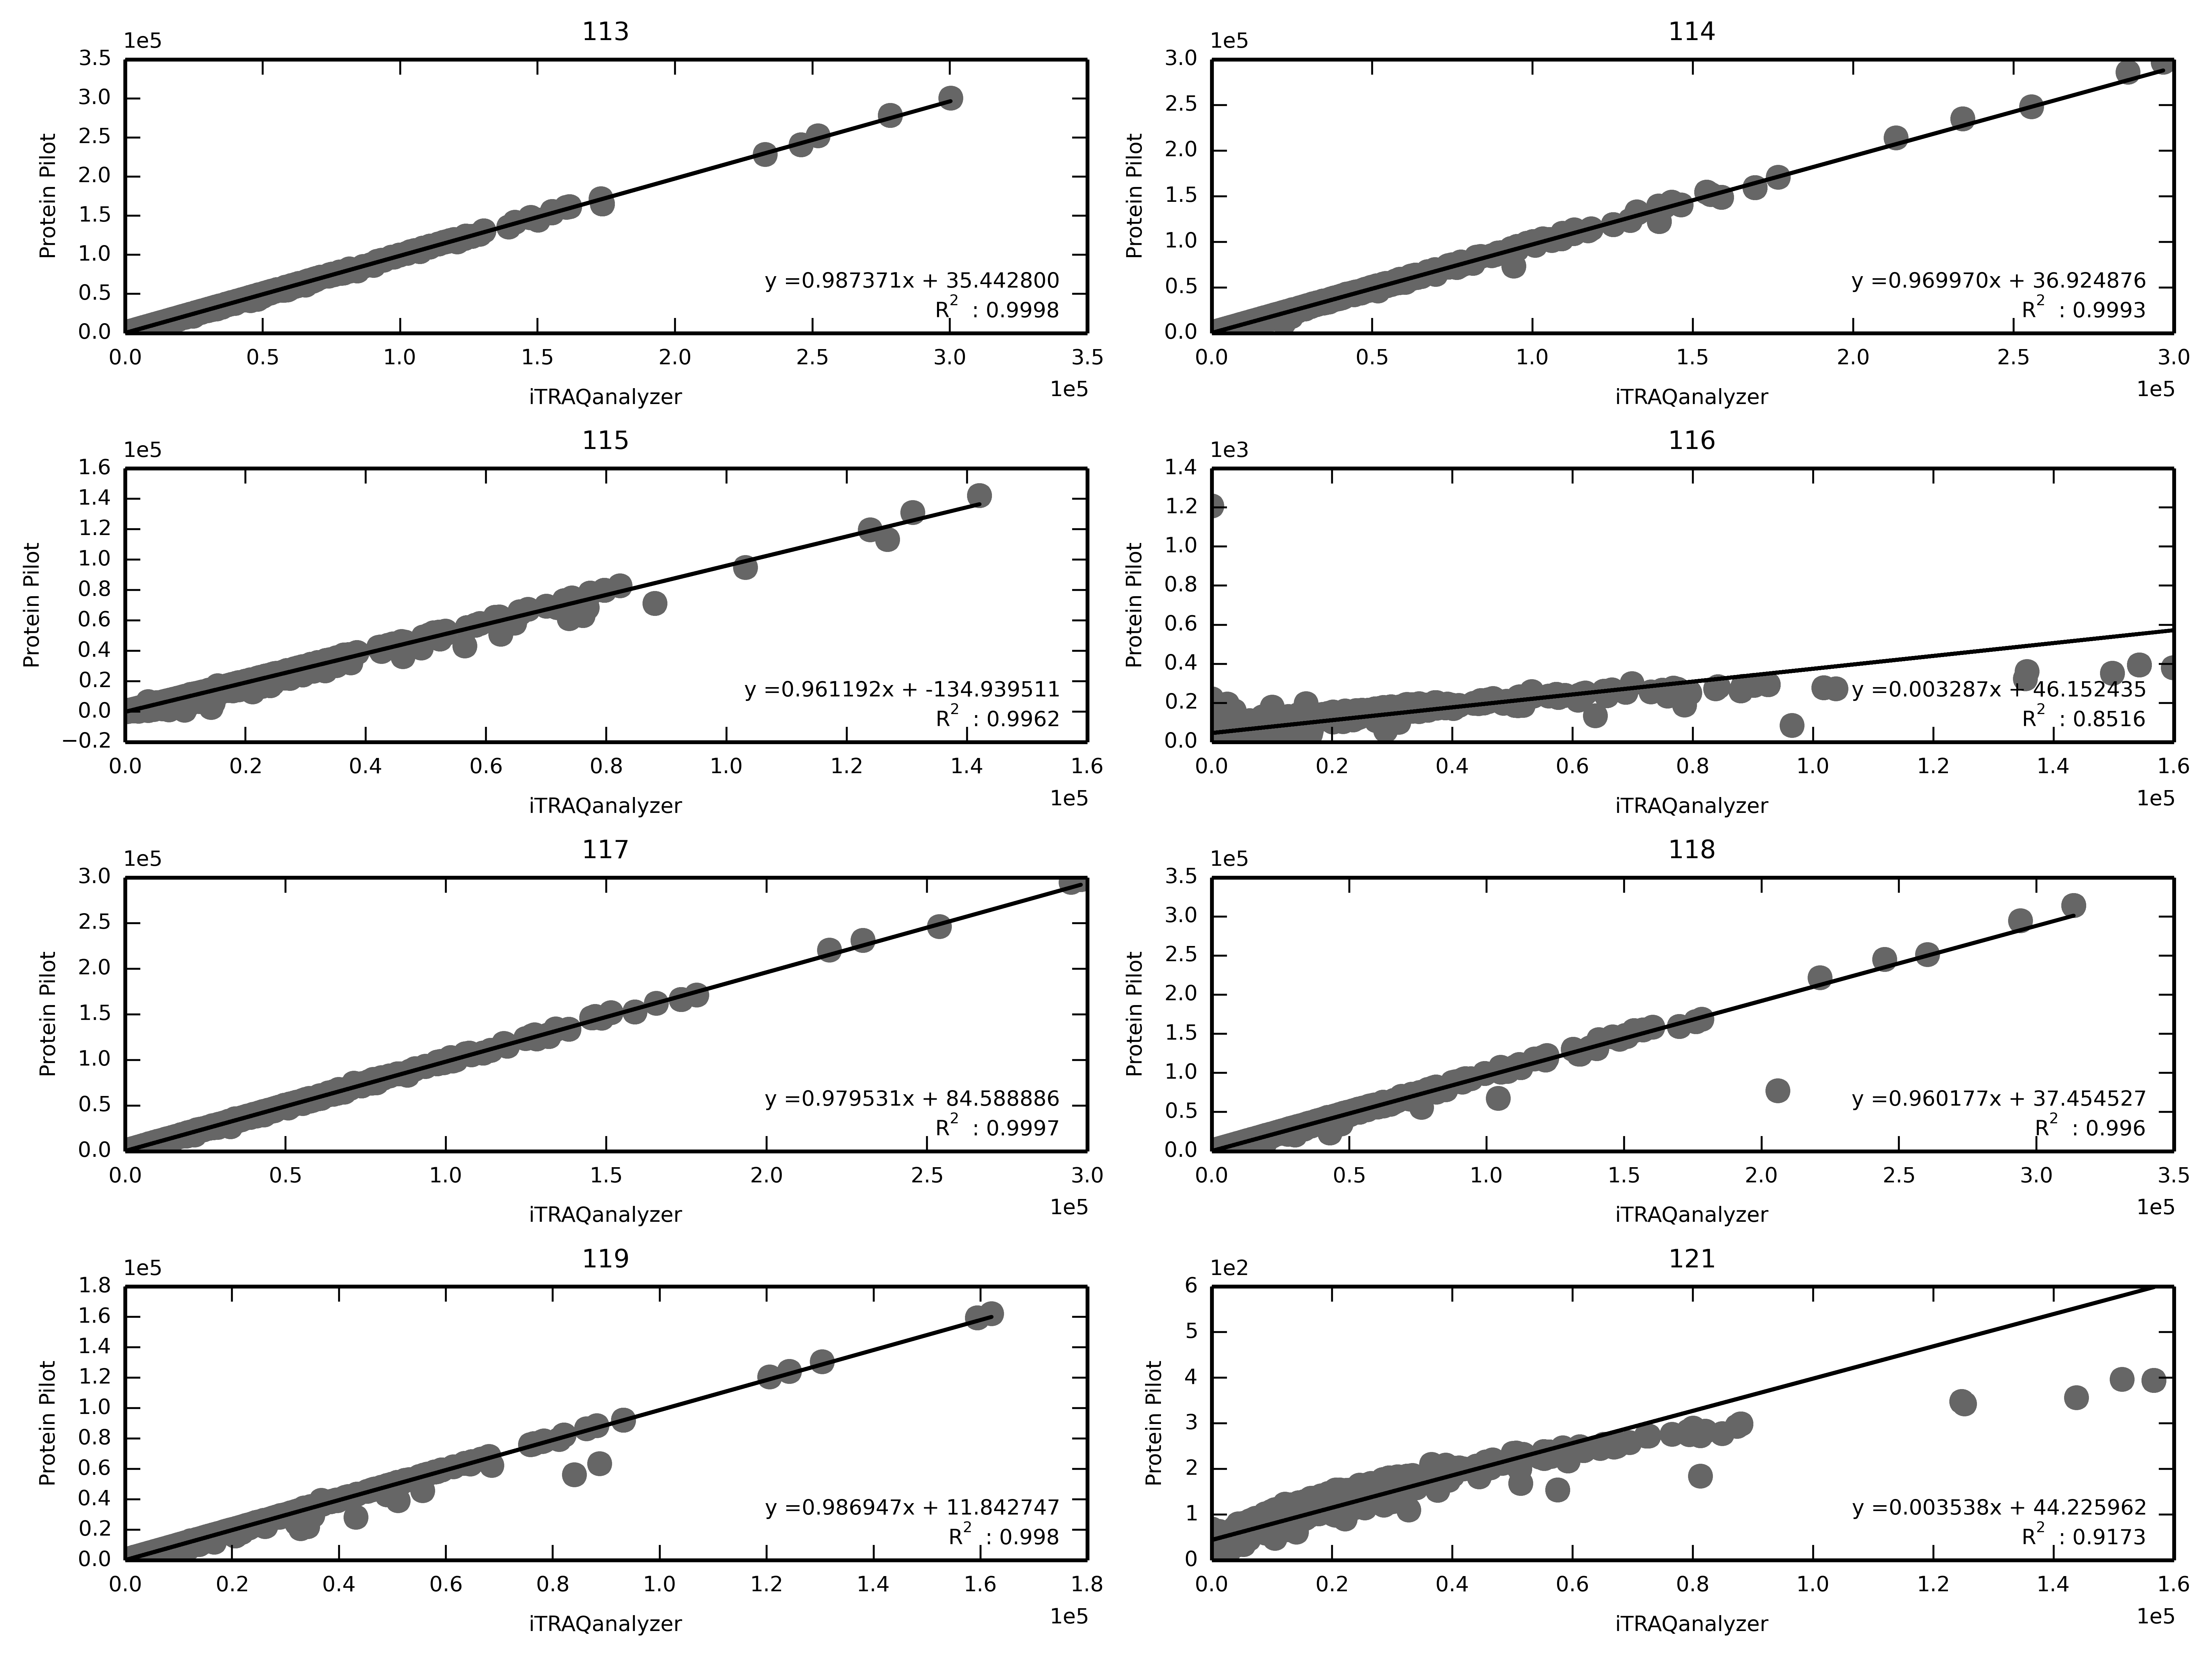 113
1e5
3.5
3.0
2.5
2.0
1.5
1.0
0.5
0.0
Protein Pilot
y =0.987371x + 35.442800
R2 : 0.9998
0.0 0.5 1.0 1.5 2.0 2.5 3.0 3.5
1e5
iTRAQanalyzer
114
1e5
3.0
2.5
2.0
1.5
1.0
0.5
0.0
Protein Pilot
y =0.969970x + 36.924876
R2 : 0.9993
0.0 0.5 1.0 1.5 2.0 2.5 3.0
1e5
iTRAQanalyzer
115
1e5
1.6
1.4
1.2
1.0
0.8
0.6
0.4
0.2
0.0
−0.2
Protein Pilot
y =0.961192x + -134.939511
R2 : 0.9962
0.0 0.2 0.4 0.6 0.8 1.0 1.2 1.4 1.6
1e5
iTRAQanalyzer
116
1e3
1.4
1.2
1.0
0.8
0.6
0.4
0.2
0.0
Protein Pilot
y =0.003287x + 46.152435
R2 : 0.8516
0.0 0.2 0.4 0.6 0.8 1.0 1.2 1.4 1.6
1e5
iTRAQanalyzer
117
1e5
3.0
2.5
2.0
1.5
1.0
0.5
0.0
Protein Pilot
y =0.979531x + 84.588886
R2 : 0.9997
0.0 0.5 1.0 1.5 2.0 2.5 3.0
1e5
iTRAQanalyzer
118
1e5
3.5
3.0
2.5
2.0
1.5
1.0
0.5
0.0
Protein Pilot
y =0.960177x + 37.454527
R2 : 0.996
0.0 0.5 1.0 1.5 2.0 2.5 3.0 3.5
1e5
iTRAQanalyzer
119
1e5
1.8
1.6
1.4
1.2
1.0
0.8
0.6
0.4
0.2
0.0
Protein Pilot
y =0.986947x + 11.842747
R2 : 0.998
0.0 0.2 0.4 0.6 0.8 1.0 1.2 1.4 1.6 1.8
1e5
iTRAQanalyzer
121
1e2
6
5
4
3
2
1
0
Protein Pilot
y =0.003538x + 44.225962
R2 : 0.9173
0.0 0.2 0.4 0.6 0.8 1.0 1.2 1.4 1.6
1e5
iTRAQanalyzer